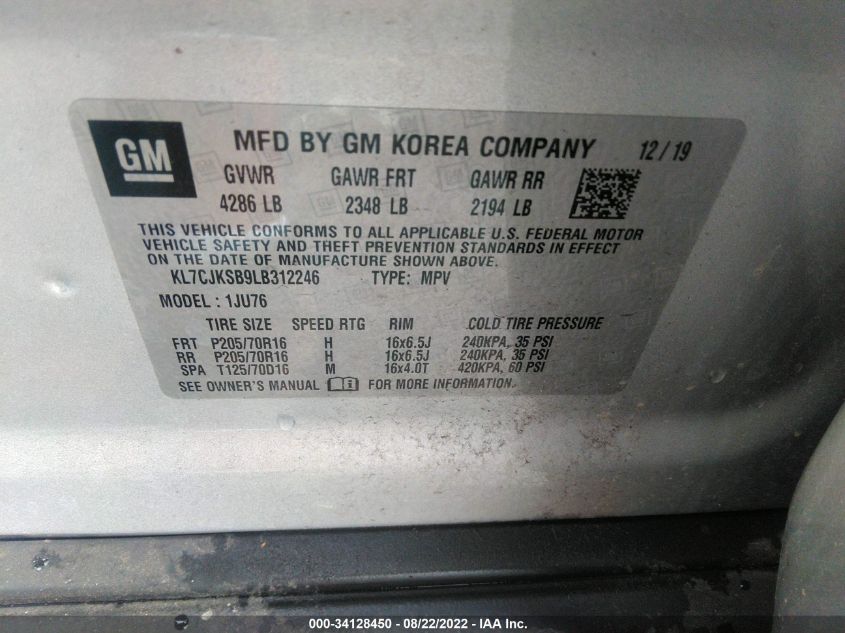 GM
MFD BY GM KOREA COMPANY 12/19
GVWR GAWR FRT GAWR RR
4286 LB 2348 LB 2194 LB
THIS VEHICLE CONFORMS TO ALL APPLICABLE U.S. FEDERAL MOTOR
VEHICLE SAFETY AND THEFT PREVENTION STANDARDS IN EFFECT
ON THE DATE OF MANUFACTURE SHOWN ABOVE.
KL7CJKSB9LB312246 TYPE: MPV
MODEL : 1JU76
TIRE SIZE SPEED RTG RIM COLD TIRE PRESSURE
FRT P205/70R16 H 16x6.5J 240KPA, 35 PSI
RR P205/70R16 H 16x6.5J 240KPA, 35 PSI
SPA T125/70D16 M 16x4.0T 420KPA, 60 PSI
SEE OWNER'S MANUAL FOR MORE INFORMATION.
000-34128450 - 08/22/2022 - IAA Inc.